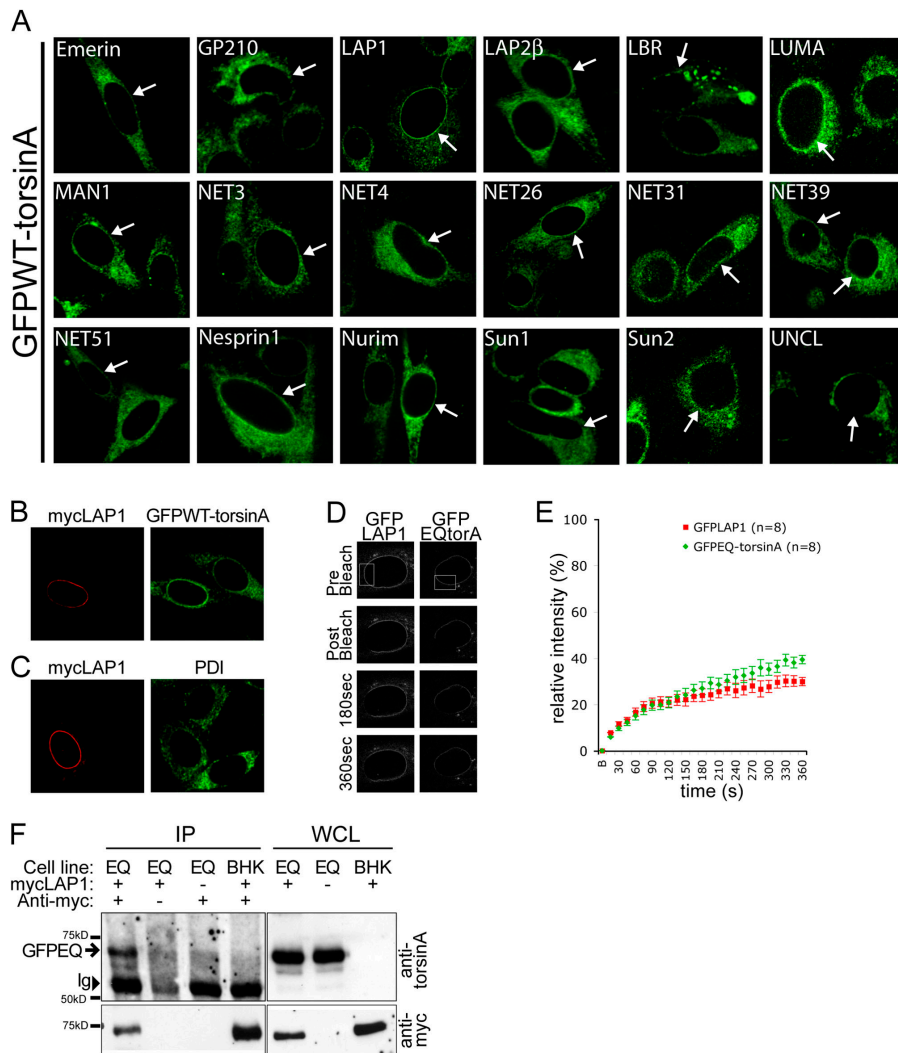 A
GFPWT-torsinA
Emerin GP210 LAP1 LAP2β LBR LUMA
MAN1 NET3 NET4 NET26 NET31 NET39
NET51 Nesprin1 Nurim Sun1 Sun2 UNCL
B
mycLAP1 GFPWT-torsinA
C
mycLAP1 PDI
D
GFP LAP1
GFP EQtorA
Pre Bleach
Post Bleach
180sec
360sec
E
relative intensity (%)
100
80
60
40
20
0
GFPLAP1 (n=8)
GFPEQ-torsinA (n=8)
B 30 60 90 120 150 180 210 240 270 300 330 360
time (s)
F
IP WCL
Cell line: EQ EQ EQ BHK EQ EQ BHK
mycLAP1: + + - + + - +
Anti-myc: + - + +
75kD
GFPEQ
Ig
50kD
anti-torsinA
75kD
anti-myc